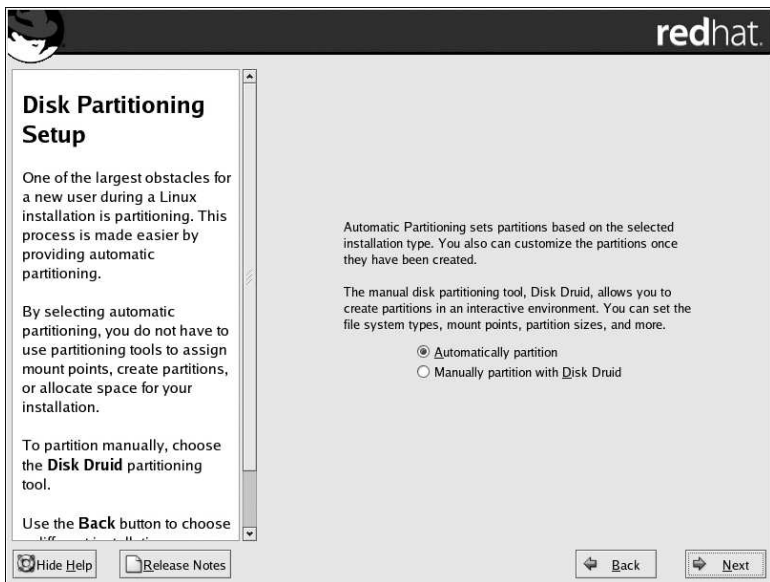 redhat.
Disk Partitioning
Setup
One of the largest obstacles for
a new user during a Linux
installation is partitioning. This
process is made easier by
providing automatic
partitioning.
By selecting automatic
partitioning, you do not have to
use partitioning tools to assign
mount points, create partitions,
or allocate space for your
installation.
To partition manually, choose
the Disk Druid partitioning
tool.
Use the Back button to choose
Automatic Partitioning sets partitions based on the selected
installation type. You also can customize the partitions once
they have been created.
The manual disk partitioning tool, Disk Druid, allows you to
create partitions in an interactive environment. You can set the
file system types, mount points, partition sizes, and more.
Automatically partition
Manually partition with Disk Druid
Hide Help
Release Notes
Back
Next